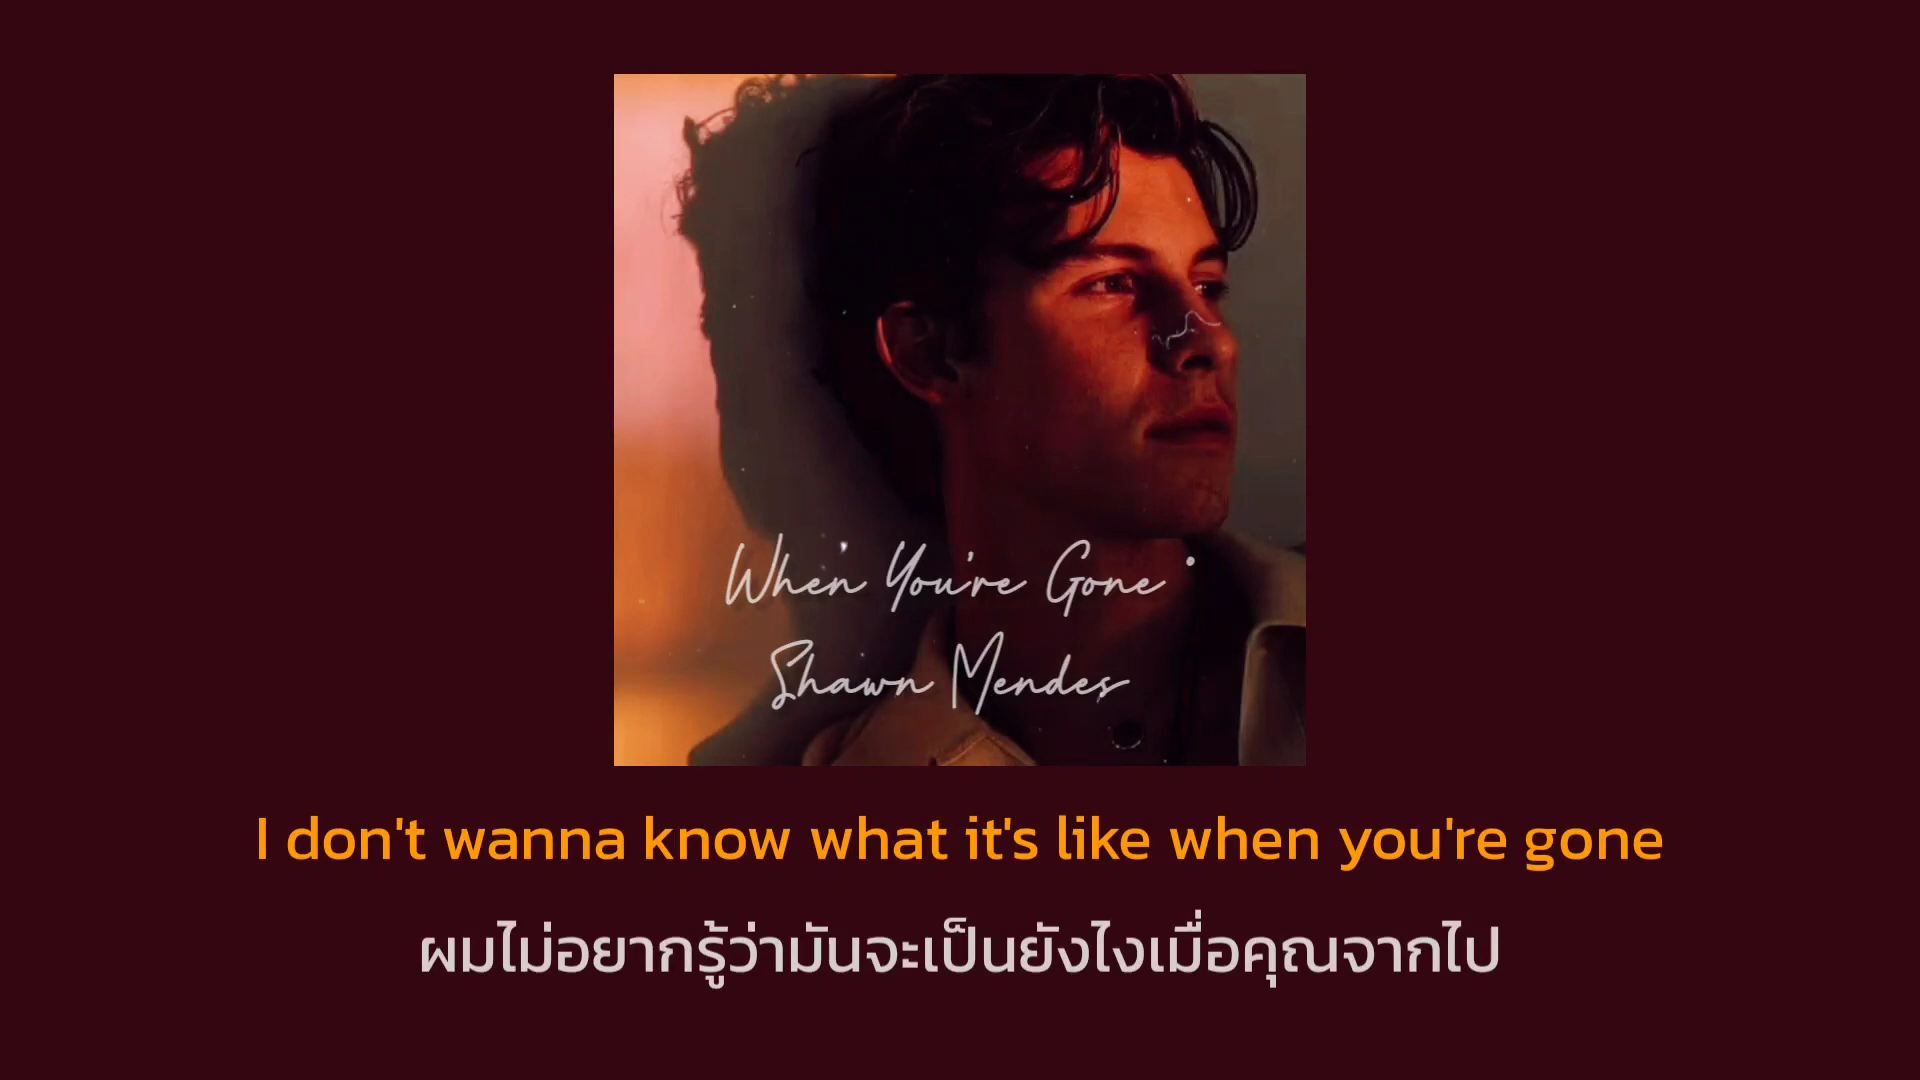 When You're Gone
Shawn Mendes
I don't wanna know what it's like when you're gone
ผมไม่อยากรู้ว่ามันจะเป็นยังไงเมื่อคุณจากไป